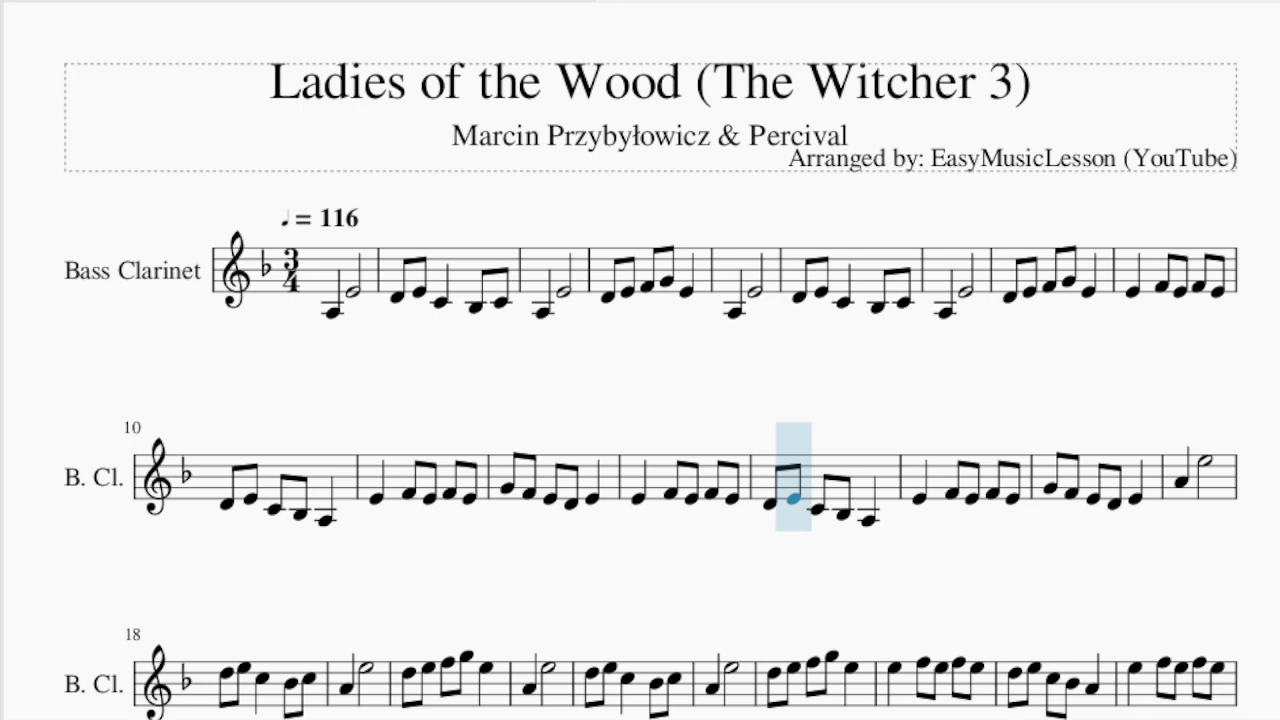 Ladies of the Wood (The Witcher 3)
Marcin Przybyłowicz & Percival
Arranged by: EasyMusicLesson (YouTube)
♩ = 116
Bass Clarinet
3
4
10
B. Cl.
18
B. Cl.